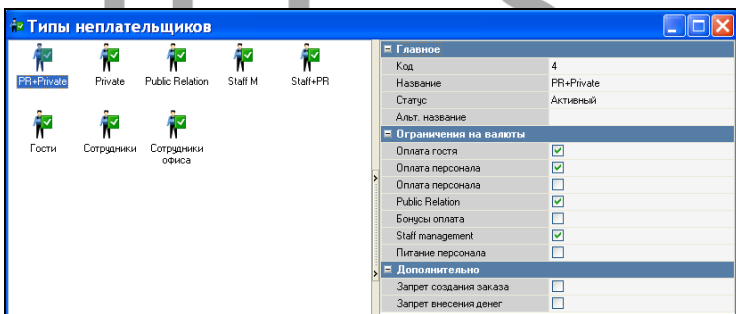 Типы неплательщиков
PR+Private Private Public Relation Staff M Staff+PR
Гости Сотрудники Сотрудники офиса
Главное
Код 4
Название PR+Private
Статус Активный
Альт. название
Ограничения на валюты
Оплата гостя
Оплата персонала
Оплата персонала
Public Relation
Бонусы оплата
Staff management
Питание персонала
Дополнительно
Запрет создания заказа
Запрет внесения денег